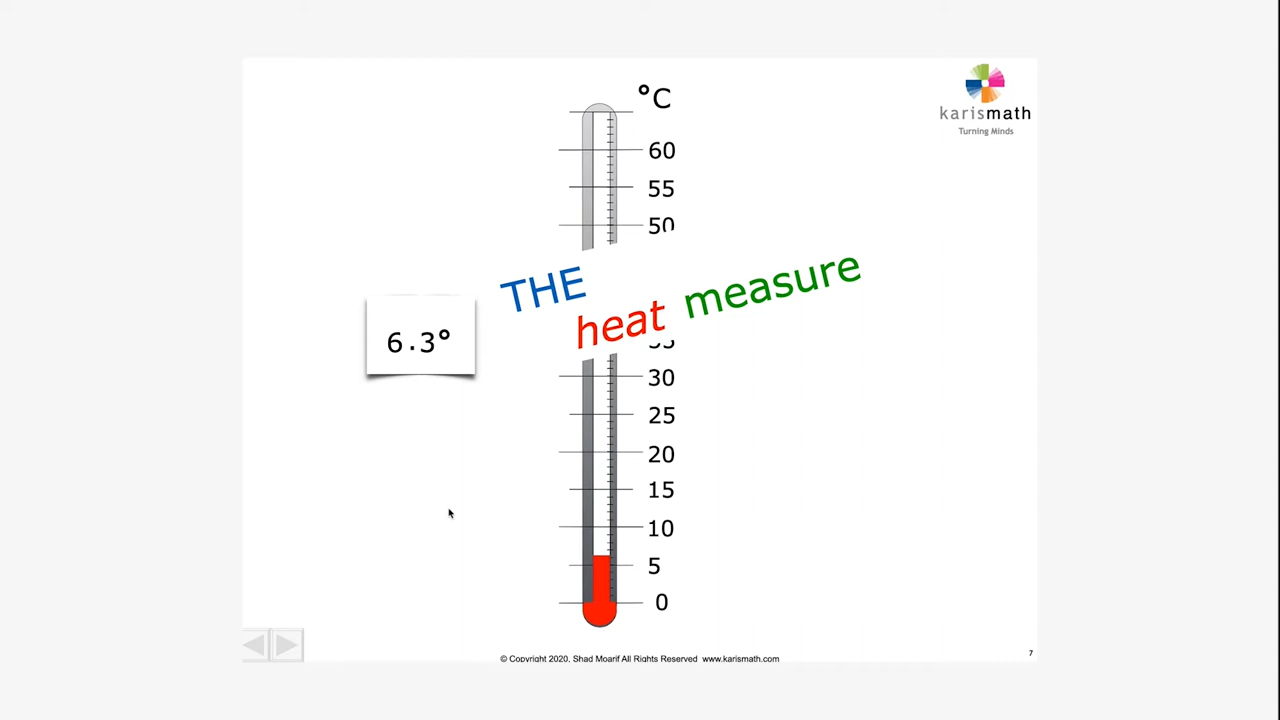 °C
karismath
Turning Minds
60
55
50
THE
heat measure
6.3°
30
25
20
15
10
5
0
© Copyright 2020, Shad Moarif All Rights Reserved www.karismath.com
7